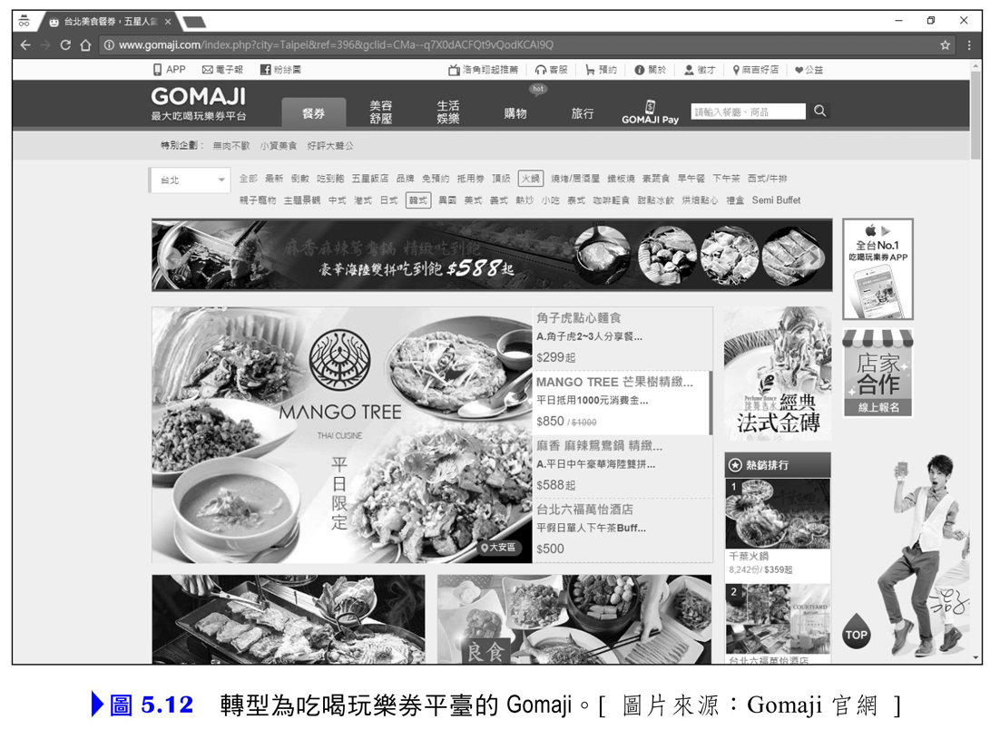 台北美食餐券，五星人氣
www.gomaji.com/index.php?city=Taipei&ref=396&gclid=CMa--q7X0dACFQt9vQodKCAI9Q
APP 電子報 粉絲團 浩角翔起推薦 客服 預約 關於 徵才 麻吉好店 公益
GOMAJI
最大吃喝玩樂券平台
餐券
美容
舒壓
生活
娛樂
hot
購物
旅行
GOMAJI Pay
請輸入餐廳、商品
特別企劃： 無肉不歡 小資美食 好評大聲公
台北
全部 最新 倒數 吃到飽 五星飯店 品牌 免預約 抵用券 頂級 火鍋 燒烤/居酒屋 鐵板燒 素蔬食 早午餐 下午茶 西式/牛排
親子寵物 主題景觀 中式 港式 日式 韓式 異國 美式 義式 熱炒 小吃 泰式 咖啡輕食 甜點冰飲 烘焙點心 禮盒 Semi Buffet
麻香麻辣鴛鴦鍋 精緻吃到飽
豪華海陸雙拼吃到飽 $588起
全台No.1
吃喝玩樂券APP
MANGO TREE
THAI CUISINE
平日限定
大安區
角子虎點心麵食
A.角子虎2~3人分享餐...
$299起
MANGO TREE 芒果樹精緻...
平日抵用1000元消費金...
$850 / $1000
麻香 麻辣鴛鴦鍋 精緻...
A.平日中午豪華海陸雙拼...
$588起
台北六福萬怡酒店
平假日單人下午茶Buff...
$500
Perfume Dance
經典
法式金磚
店家
合作
線上報名
熱銷排行
1
千葉火鍋
千葉火鍋
8,242份/ $359起
2
COURTYARD
台北六福萬怡酒店
良食
TOP
圖 5.12 轉型為吃喝玩樂券平臺的 Gomaji。[ 圖片來源：Gomaji 官網 ]